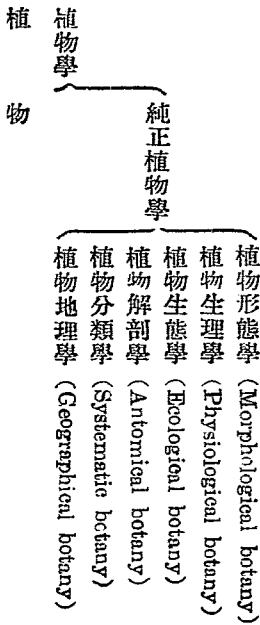 植物形態學 (Morphological botany)
植物生理學 (Physiological botany)
純正植物學
植物生態學 (Ecological botany)
植物解剖學 (Antomical botany)
植物分類學 (Systematic botany)
植物地理學 (Geographical botany)
植物學
植物